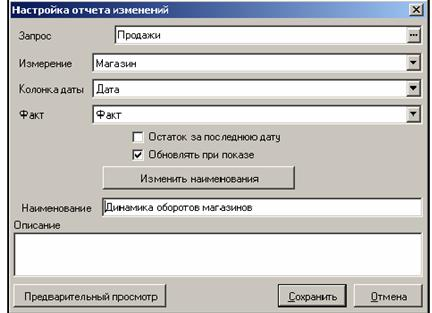 Настройка отчета изменений
Запрос Продажи
Измерение Магазин
Колонка даты Дата
Факт Факт
Остаток за последнюю дату
Обновлять при показе
Изменить наименования
Наименование Динамика оборотов магазинов
Описание
Предварительный просмотр Сохранить Отмена